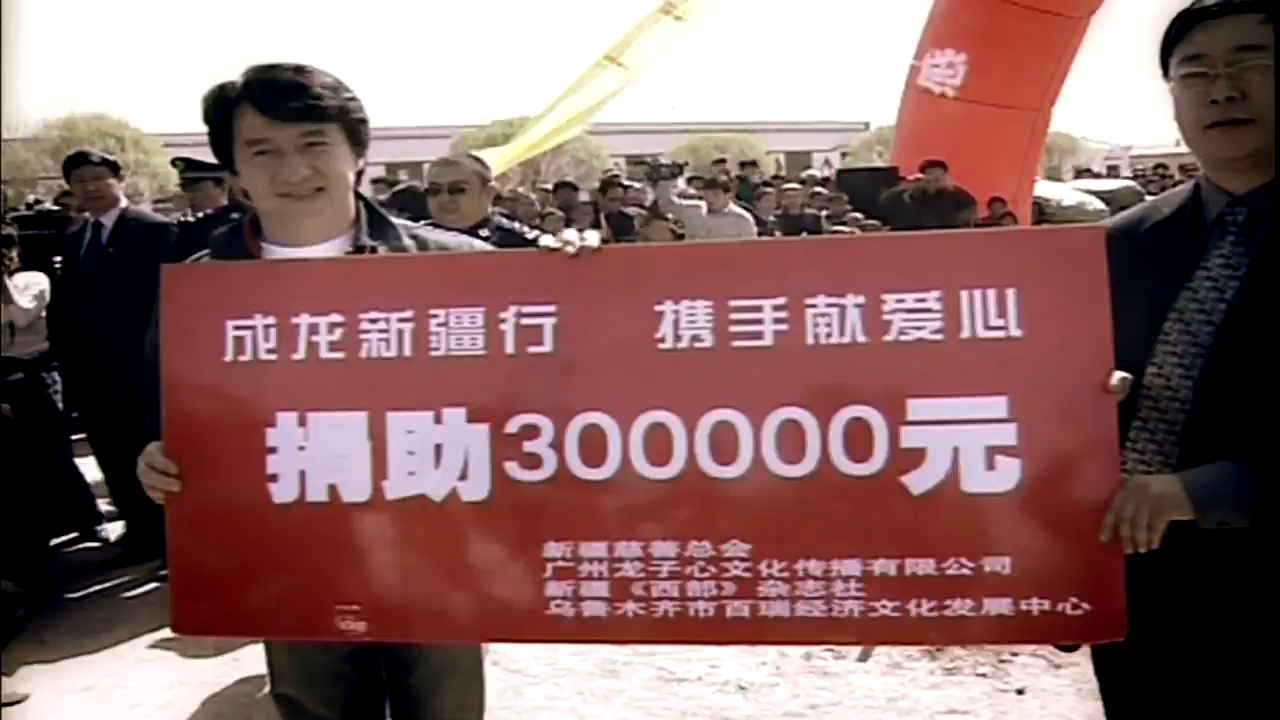 成龙新疆行 携手献爱心
捐助300000元
新疆慈善总会
广州龙子心文化传播有限公司
新疆《西部》杂志社
乌鲁木齐市百瑞经济文化发展中心